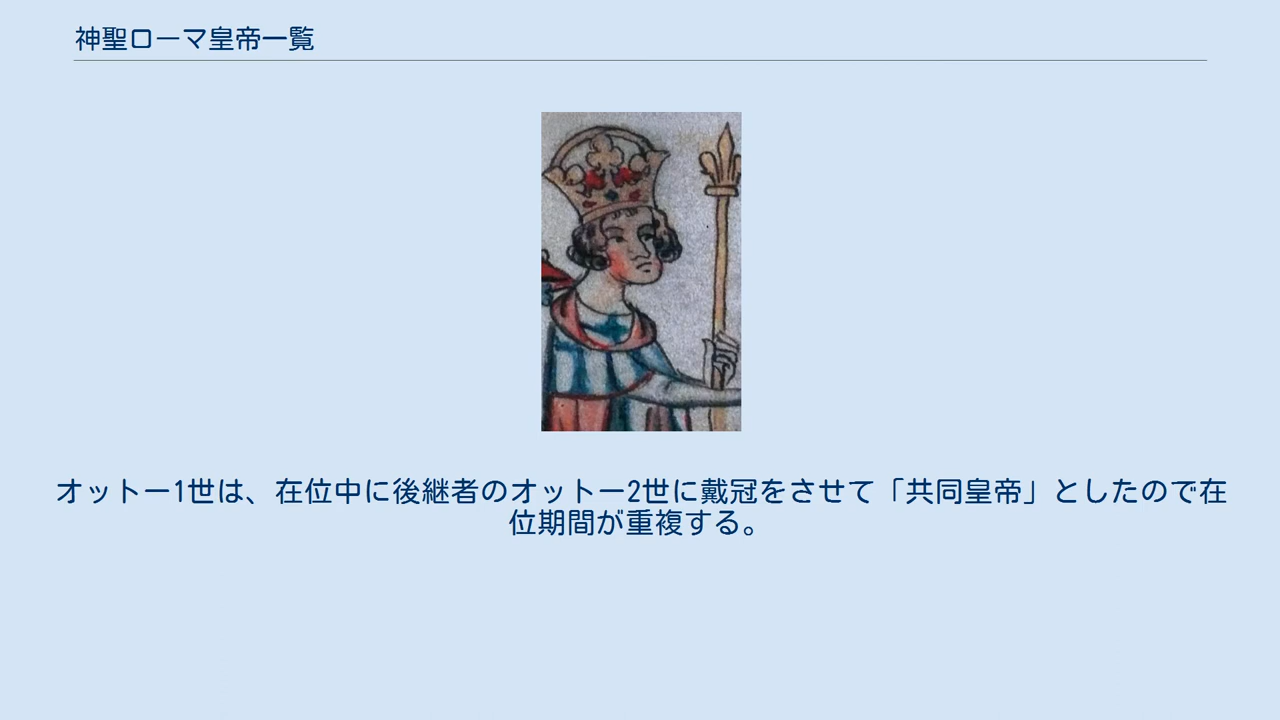 神聖ローマ皇帝一覧
オットー1世は、在位中に後継者のオットー2世に戴冠をさせて「共同皇帝」としたので在
位期間が重複する。